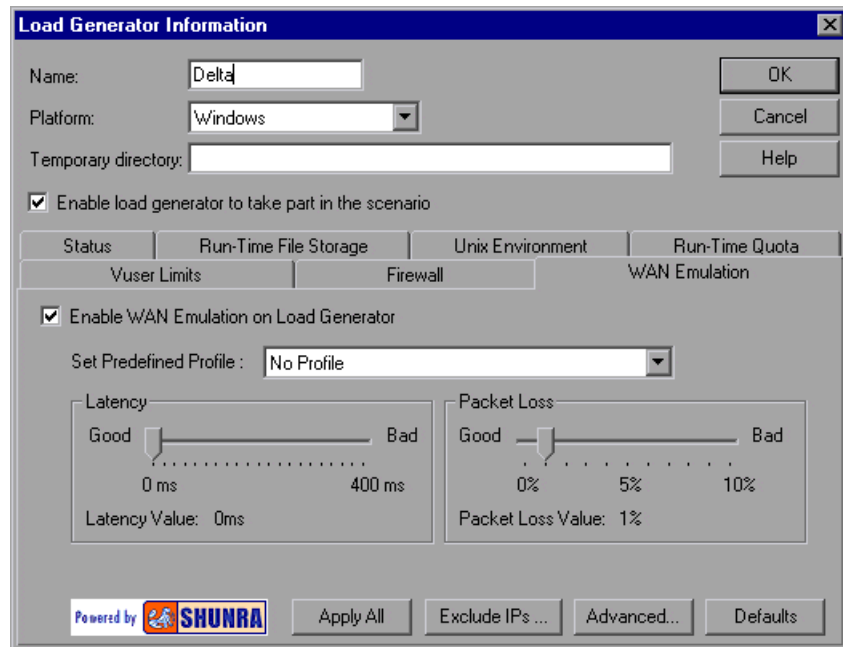 Load Generator Information
Name: Delta OK
Platform: Windows Cancel
Temporary directory: Help
Enable load generator to take part in the scenario
Status Run-Time File Storage Unix Environment Run-Time Quota
Vuser Limits Firewall WAN Emulation
Enable WAN Emulation on Load Generator
Set Predefined Profile : No Profile
Latency Packet Loss
Good Bad Good Bad
0 ms 400 ms 0% 5% 10%
Latency Value: 0ms Packet Loss Value: 1%
Powered by SHUNRA Apply All Exclude IPs ... Advanced... Defaults